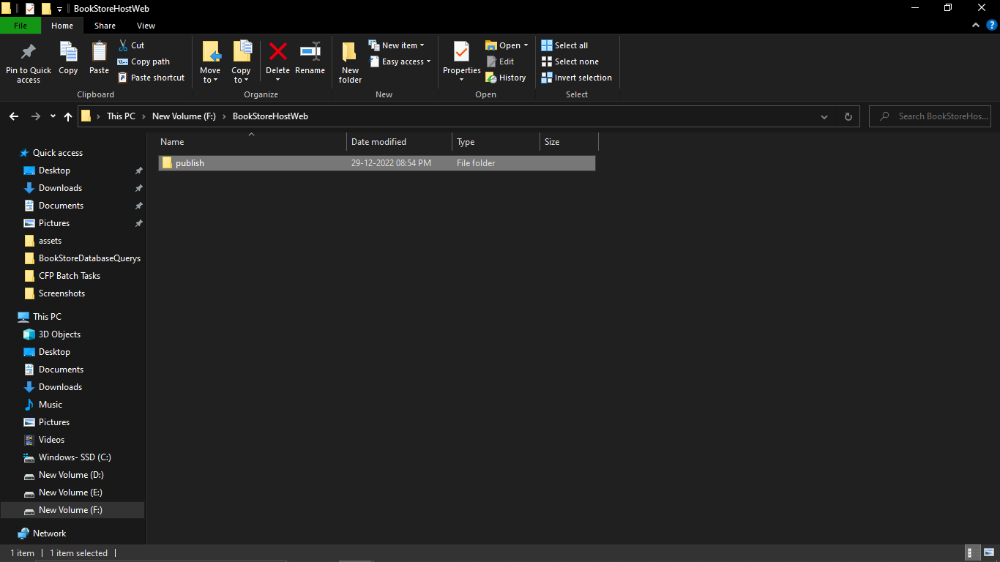 BookStoreHostWeb
File Home Share View
Pin to Quick access
Copy
Paste
Cut
Copy path
Paste shortcut
Clipboard
Move to
Copy to
Delete
Rename
Organize
New folder
New item
Easy access
New
Properties
Open
Edit
History
Open
Select all
Select none
Invert selection
Select
This PC New Volume (F:) BookStoreHostWeb
Search BookStoreHos...
Name Date modified Type Size
publish 29-12-2022 08:54 PM File folder
Quick access
Desktop
Downloads
Documents
Pictures
assets
BookStoreDatabaseQuerys
CFP Batch Tasks
Screenshots
This PC
3D Objects
Desktop
Documents
Downloads
Music
Pictures
Videos
Windows- SSD (C:)
New Volume (D:)
New Volume (E:)
New Volume (F:)
Network
1 item 1 item selected